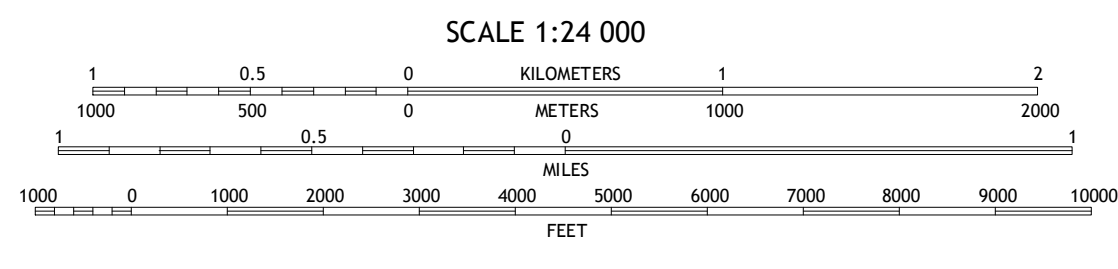 SCALE 1:24 000
1 0.5 0 KILOMETERS 1 2
1000 500 0 METERS 1000 2000
1 0.5 0 1
MILES
1000 0 1000 2000 3000 4000 5000 6000 7000 8000 9000 10000
FEET